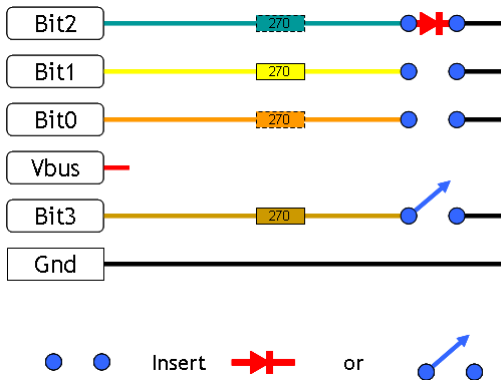 Bit2 270
Bit1 270
Bit0 270
Vbus
Bit3 270
Gnd
Insert or